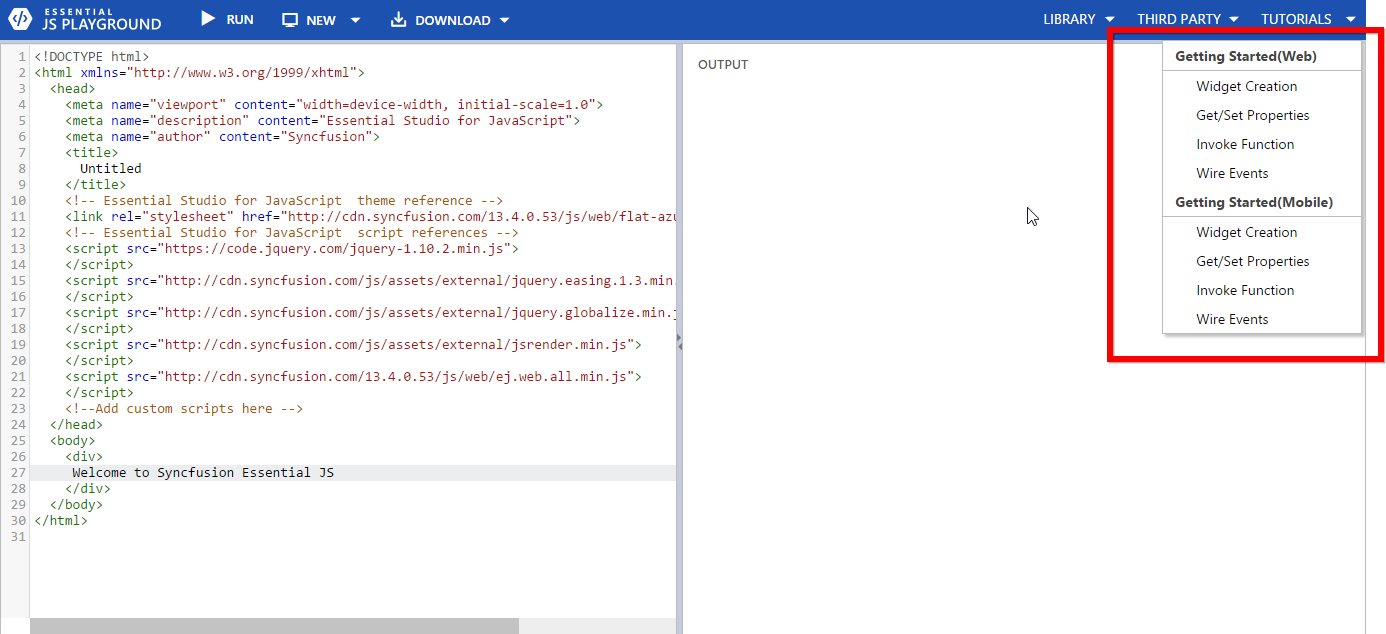 ESSENTIAL
JS PLAYGROUND
RUN
NEW
DOWNLOAD
LIBRARY
THIRD PARTY
TUTORIALS
1 <!DOCTYPE html>
2 <html xmlns="http://www.w3.org/1999/xhtml">
3 <head>
4 <meta name="viewport" content="width=device-width, initial-scale=1.0">
5 <meta name="description" content="Essential Studio for JavaScript">
6 <meta name="author" content="Syncfusion">
7 <title>
8 Untitled
9 </title>
10 <!-- Essential Studio for JavaScript  theme reference -->
11 <link rel="stylesheet" href="http://cdn.syncfusion.com/13.4.0.53/js/web/flat-azu
12 <!-- Essential Studio for JavaScript  script references -->
13 <script src="https://code.jquery.com/jquery-1.10.2.min.js">
14 </script>
15 <script src="http://cdn.syncfusion.com/js/assets/external/jquery.easing.1.3.min.
16 </script>
17 <script src="http://cdn.syncfusion.com/js/assets/external/jquery.globalize.min.j
18 </script>
19 <script src="http://cdn.syncfusion.com/js/assets/external/jsrender.min.js">
20 </script>
21 <script src="http://cdn.syncfusion.com/13.4.0.53/js/web/ej.web.all.min.js">
22 </script>
23 <!--Add custom scripts here -->
24 </head>
25 <body>
26 <div>
27 Welcome to Syncfusion Essential JS
28 </div>
29 </body>
30 </html>
31
OUTPUT
Getting Started(Web)
Widget Creation
Get/Set Properties
Invoke Function
Wire Events
Getting Started(Mobile)
Widget Creation
Get/Set Properties
Invoke Function
Wire Events